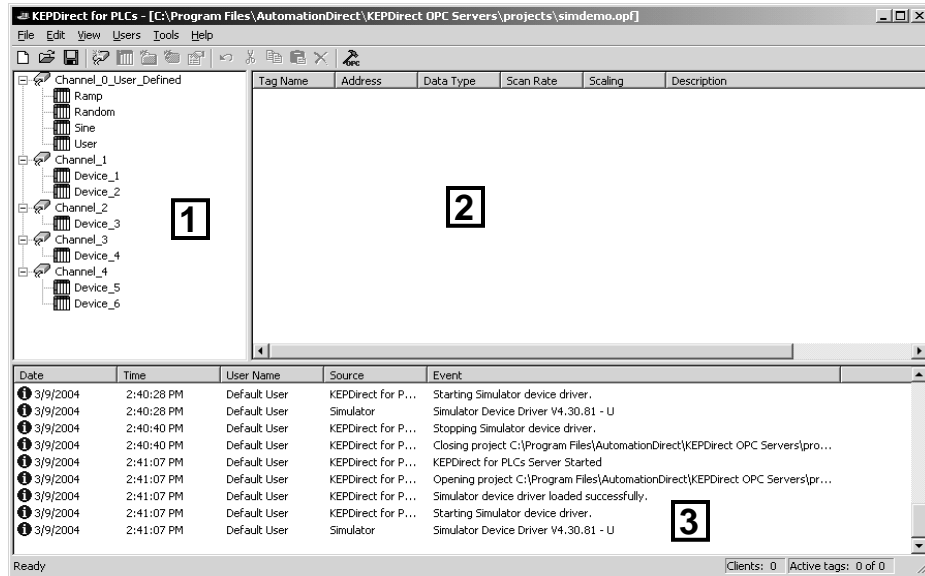 KEPDirect for PLCs - [C:\Program Files\AutomationDirect\KEPDirect OPC Servers\projects\simdemo.opf]
File Edit View Users Tools Help
OPC
Channel_0_User_Defined
Ramp
Random
Sine
User
Channel_1
Device_1
Device_2
Channel_2
Device_3
Channel_3
Device_4
Channel_4
Device_5
Device_6
1
Tag Name Address Data Type Scan Rate Scaling Description
2
Date Time User Name Source Event
3/9/2004 2:40:28 PM Default User KEPDirect for P... Starting Simulator device driver.
3/9/2004 2:40:28 PM Default User Simulator Simulator Device Driver V4.30.81 - U
3/9/2004 2:40:40 PM Default User KEPDirect for P... Stopping Simulator device driver.
3/9/2004 2:40:40 PM Default User KEPDirect for P... Closing project C:\Program Files\AutomationDirect\KEPDirect OPC Servers\pro...
3/9/2004 2:41:07 PM Default User KEPDirect for P... KEPDirect for PLCs Server Started
3/9/2004 2:41:07 PM Default User KEPDirect for P... Opening project C:\Program Files\AutomationDirect\KEPDirect OPC Servers\pr...
3/9/2004 2:41:07 PM Default User KEPDirect for P... Simulator device driver loaded successfully.
3/9/2004 2:41:07 PM Default User KEPDirect for P... Starting Simulator device driver.
3/9/2004 2:41:07 PM Default User Simulator Simulator Device Driver V4.30.81 - U
3
Ready Clients: 0 Active tags: 0 of 0